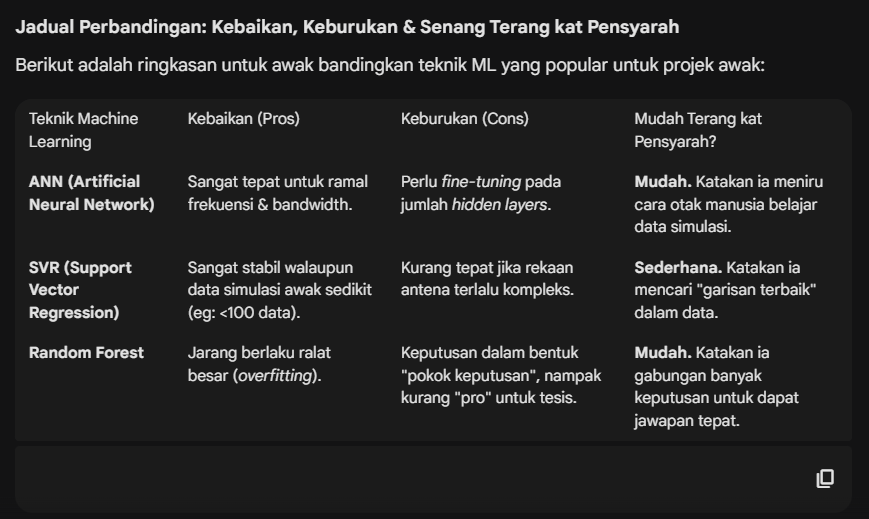 Jadual Perbandingan: Kebaikan, Keburukan & Senang Terang kat Pensyarah
Berikut adalah ringkasan untuk awak bandingkan teknik ML yang popular untuk projek awak:
Teknik Machine
Learning
Kebaikan (Pros)
Keburukan (Cons)
Mudah Terang kat
Pensyarah?
ANN (Artificial
Neural Network)
Sangat tepat untuk ramal
frekuensi & bandwidth.
Perlu fine-tuning pada
jumlah hidden layers.
Mudah. Katakan ia meniru
cara otak manusia belajar
data simulasi.
SVR (Support
Vector
Regression)
Sangat stabil walaupun
data simulasi awak sedikit
(eg: <100 data).
Kurang tepat jika rekaan
antena terlalu kompleks.
Sederhana. Katakan ia
mencari "garisan terbaik"
dalam data.
Random Forest
Jarang berlaku ralat
besar (overfitting).
Keputusan dalam bentuk
"pokok keputusan", nampak
kurang "pro" untuk tesis.
Mudah. Katakan ia
gabungan banyak
keputusan untuk dapat
jawapan tepat.